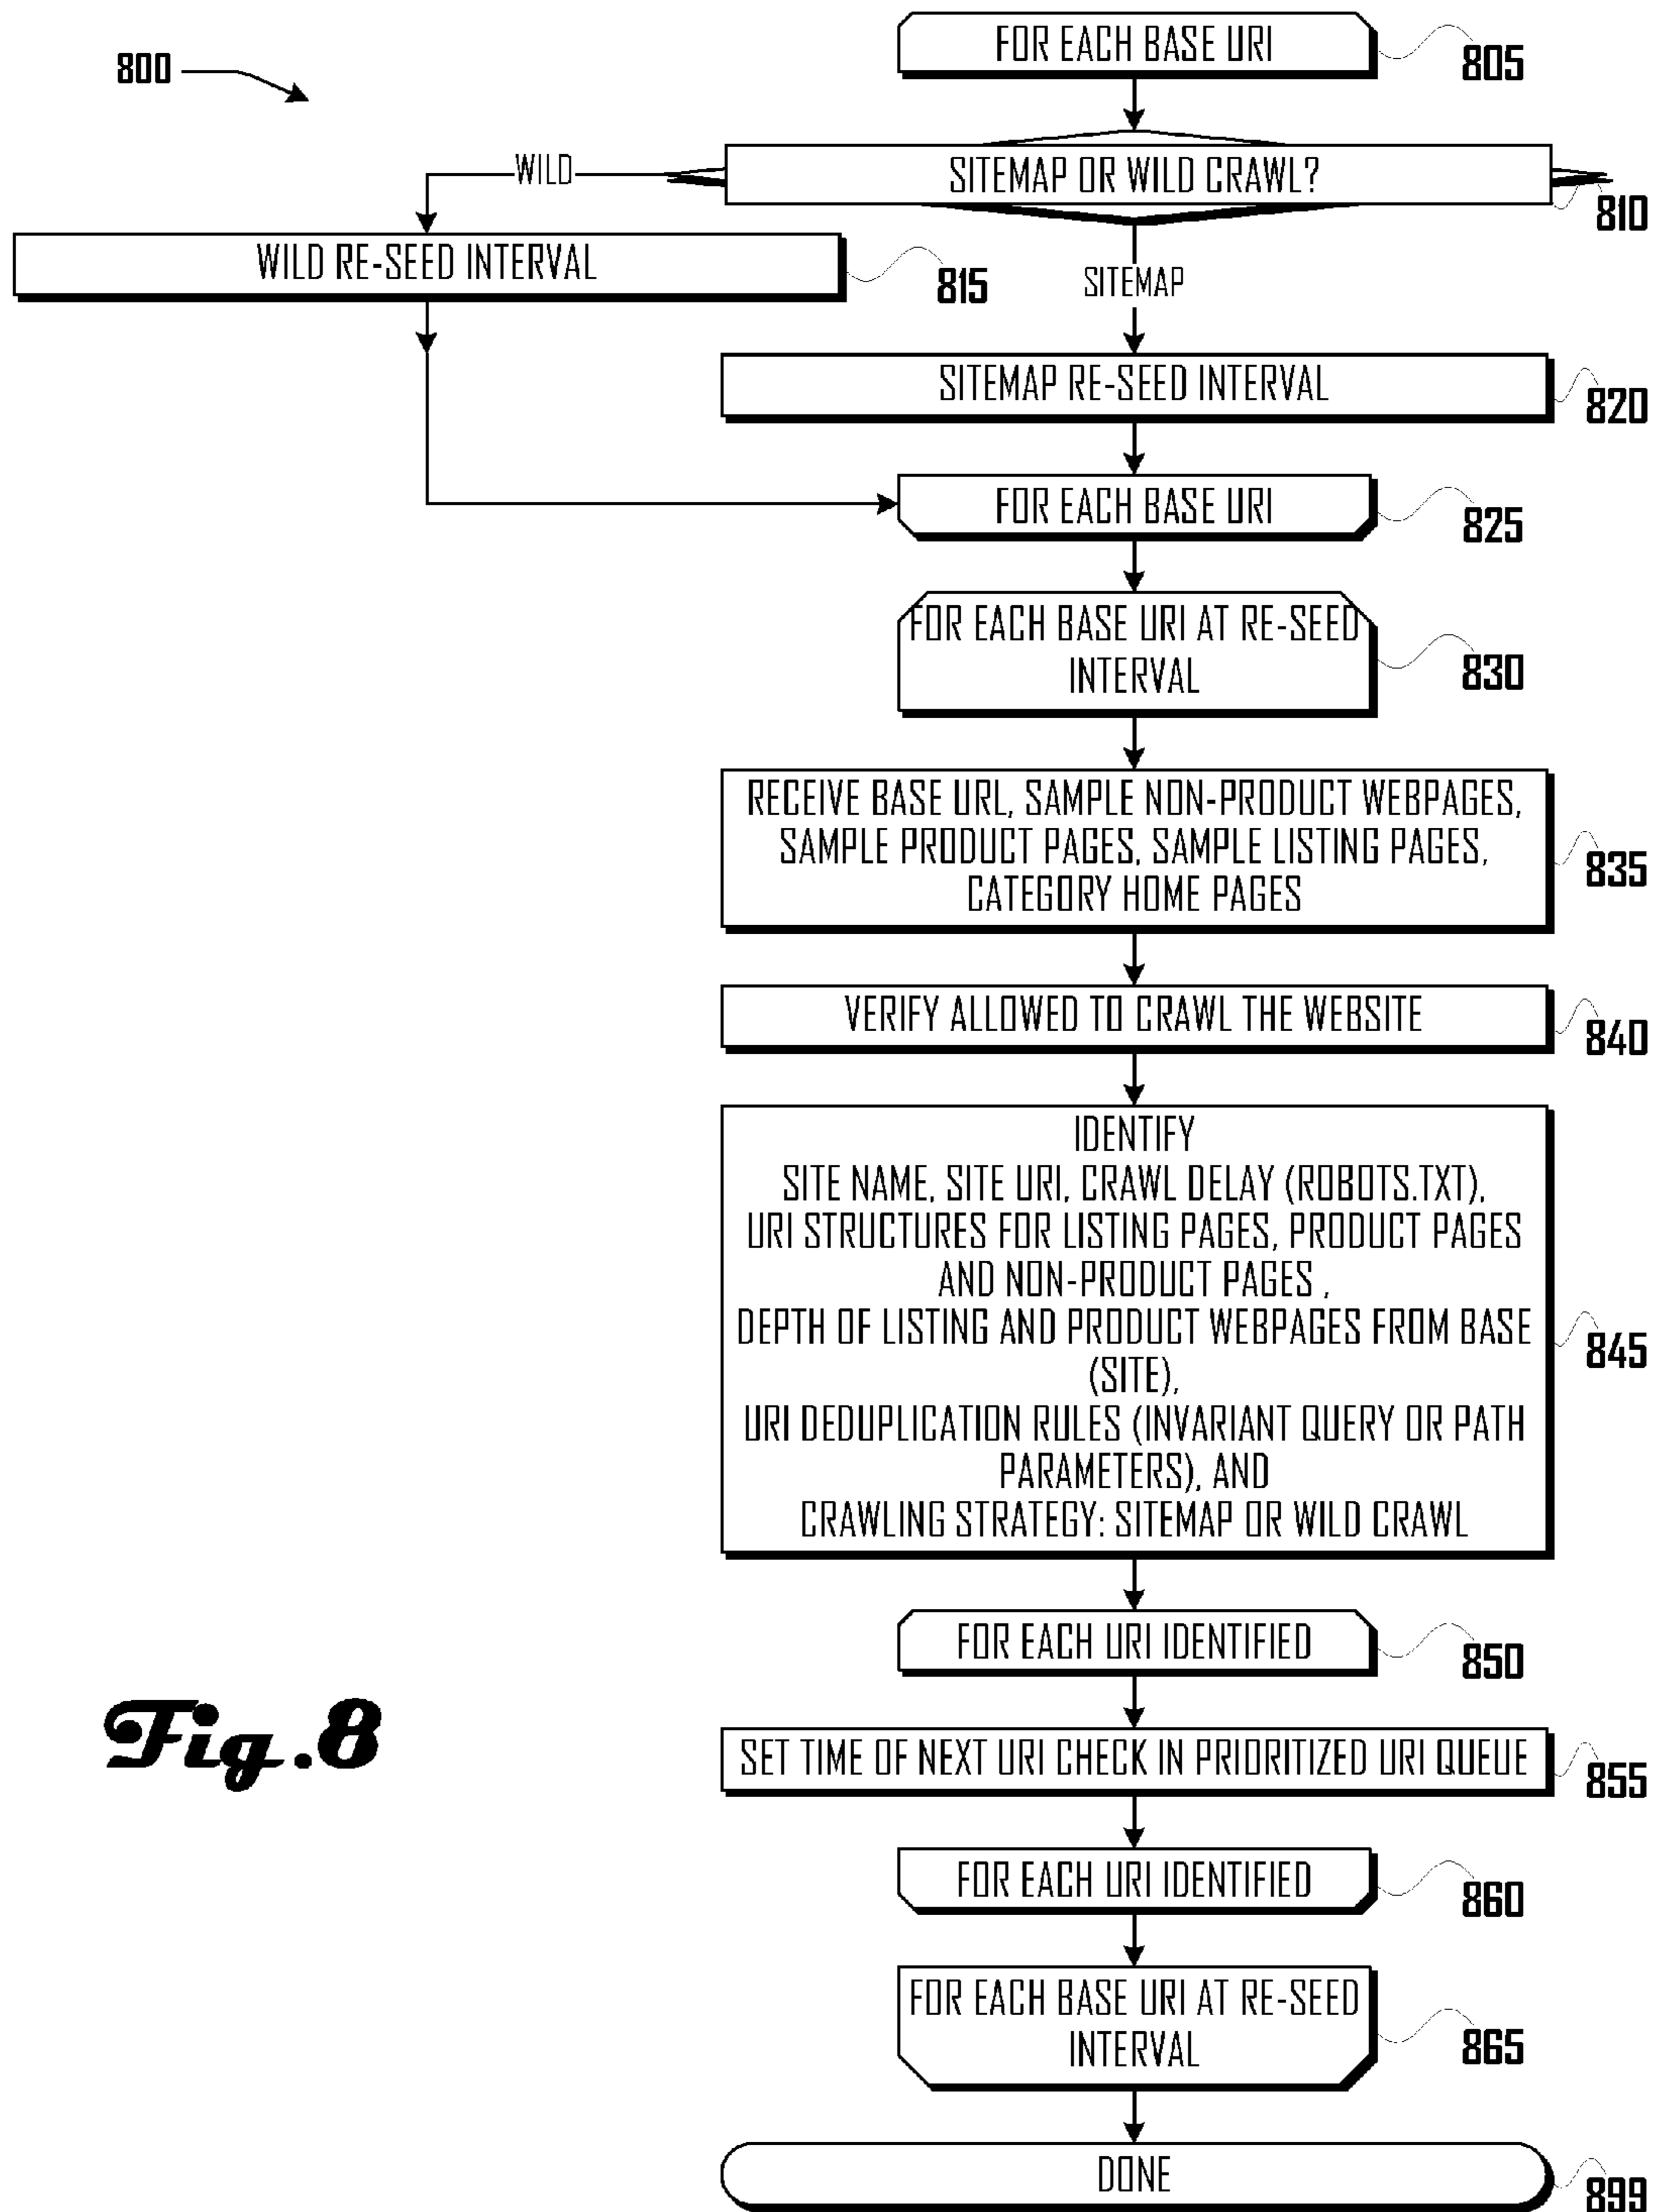 800
FOR EACH BASE URI
805
SITEMAP OR WILD CRAWL?
810
WILD
WILD RE-SEED INTERVAL
815
SITEMAP
SITEMAP RE-SEED INTERVAL
820
FOR EACH BASE URI
825
FOR EACH BASE URI AT RE-SEED
INTERVAL
830
RECEIVE BASE URL, SAMPLE NON-PRODUCT WEBPAGES,
SAMPLE PRODUCT PAGES, SAMPLE LISTING PAGES,
CATEGORY HOME PAGES
835
VERIFY ALLOWED TO CRAWL THE WEBSITE
840
IDENTIFY
SITE NAME, SITE URI, CRAWL DELAY (ROBOTS.TXT),
URI STRUCTURES FOR LISTING PAGES, PRODUCT PAGES
AND NON-PRODUCT PAGES ,
DEPTH OF LISTING AND PRODUCT WEBPAGES FROM BASE
(SITE),
URI DEDUPLICATION RULES (INVARIANT QUERY OR PATH
PARAMETERS), AND
CRAWLING STRATEGY: SITEMAP OR WILD CRAWL
845
FOR EACH URI IDENTIFIED
850
SET TIME OF NEXT URI CHECK IN PRIORITIZED URI QUEUE
855
FOR EACH URI IDENTIFIED
860
FOR EACH BASE URI AT RE-SEED
INTERVAL
865
DONE
899
Fig.8